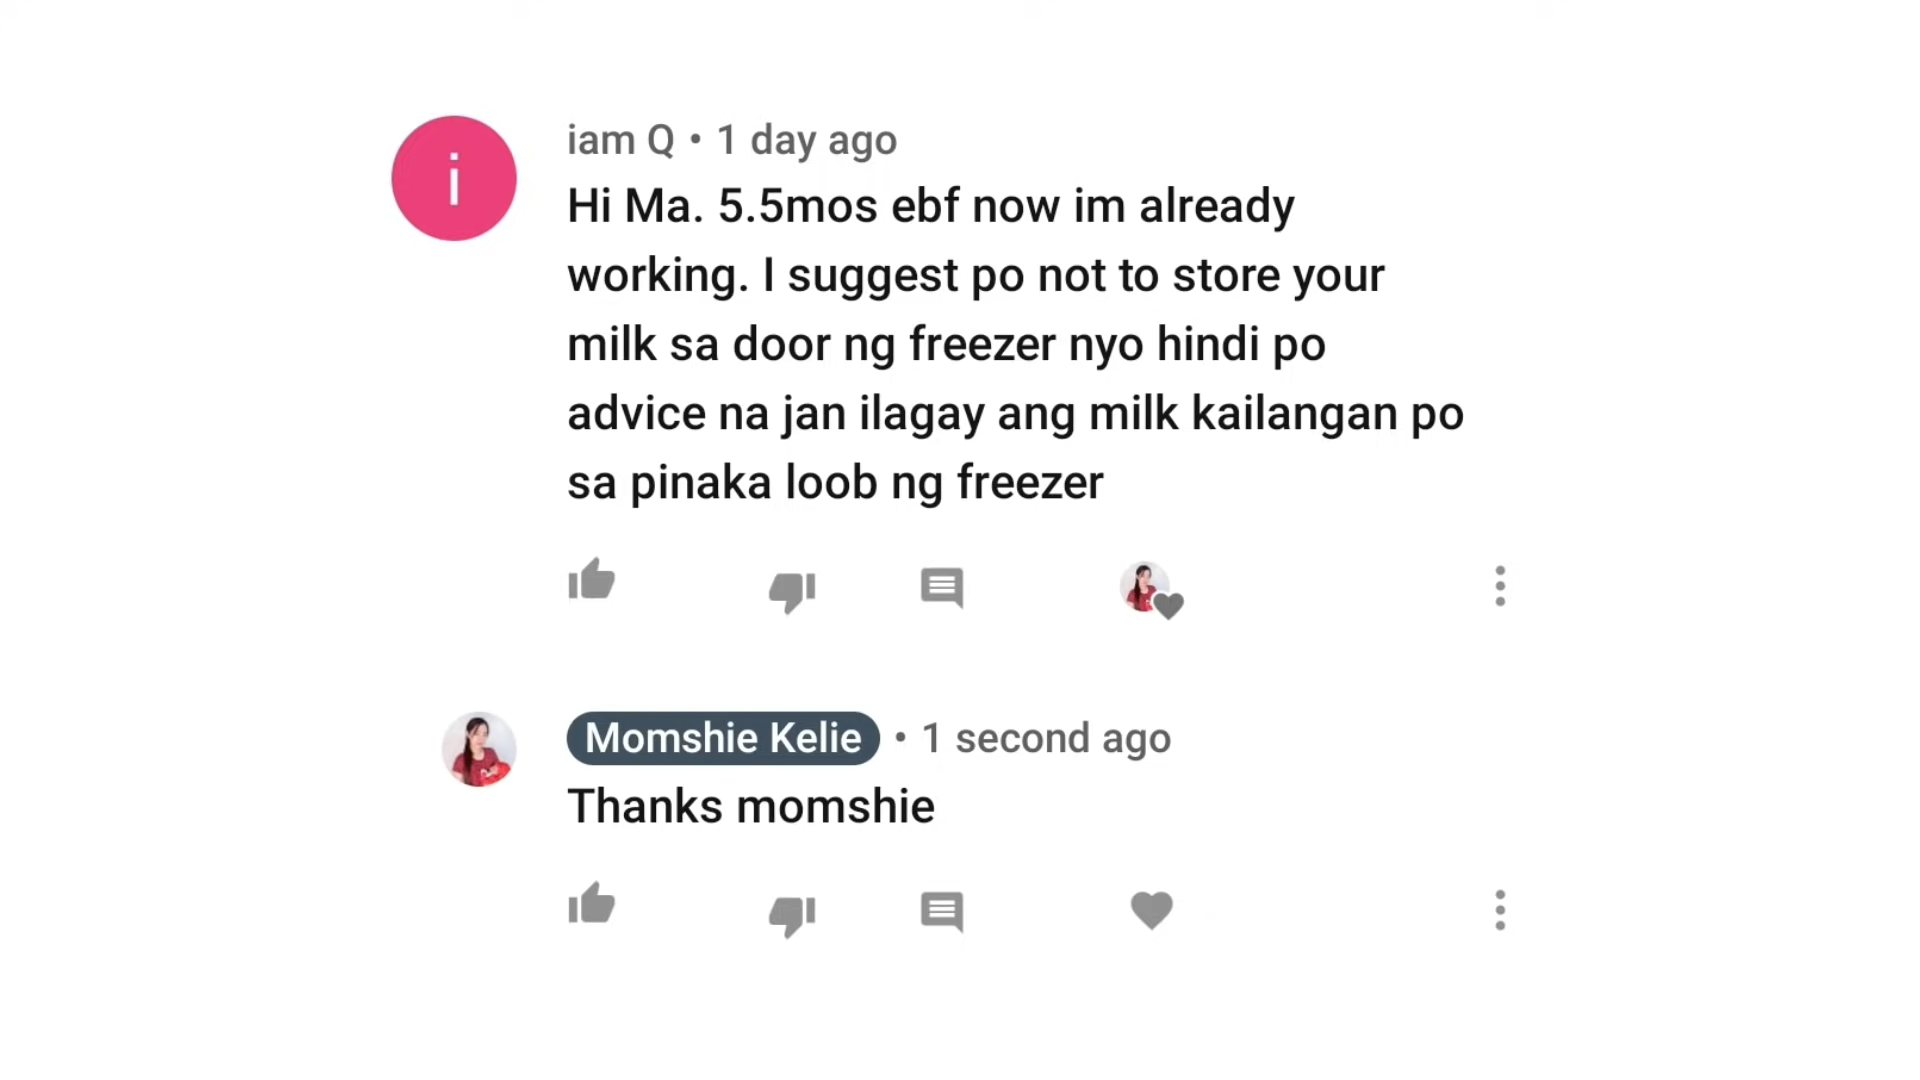 i
iam Q • 1 day ago
Hi Ma. 5.5mos ebf now im already
working. I suggest po not to store your
milk sa door ng freezer nyo hindi po
advice na jan ilagay ang milk kailangan po
sa pinaka loob ng freezer
Momshie Kelie • 1 second ago
Thanks momshie